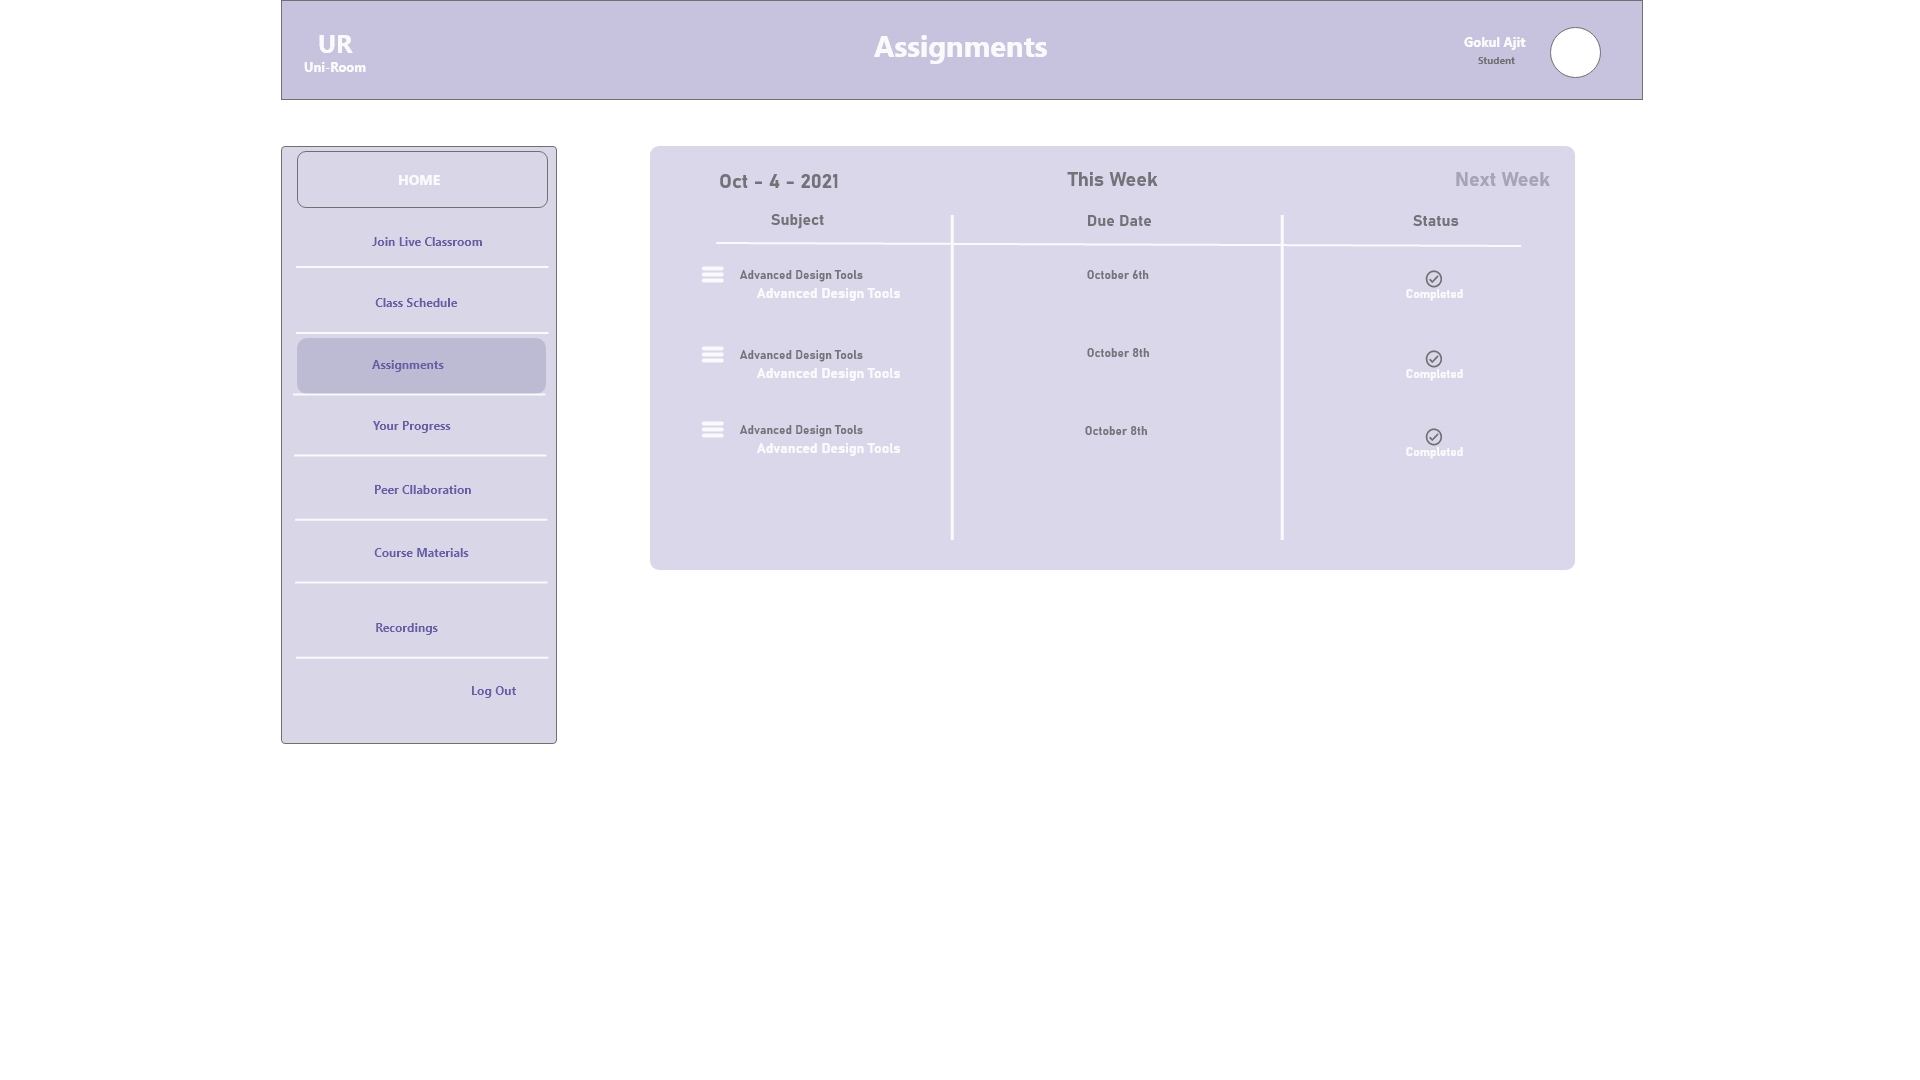 UR
Uni-Room
Assignments
Gokul Ajit
Student
HOME
Join Live Classroom
Class Schedule
Assignments
Your Progress
Peer Cllaboration
Course Materials
Recordings
Log Out
Oct - 4 - 2021
This Week
Next Week
Subject
Due Date
Status
Advanced Design Tools
Advanced Design Tools
October 6th
Completed
Advanced Design Tools
Advanced Design Tools
October 8th
Completed
Advanced Design Tools
Advanced Design Tools
October 8th
Completed